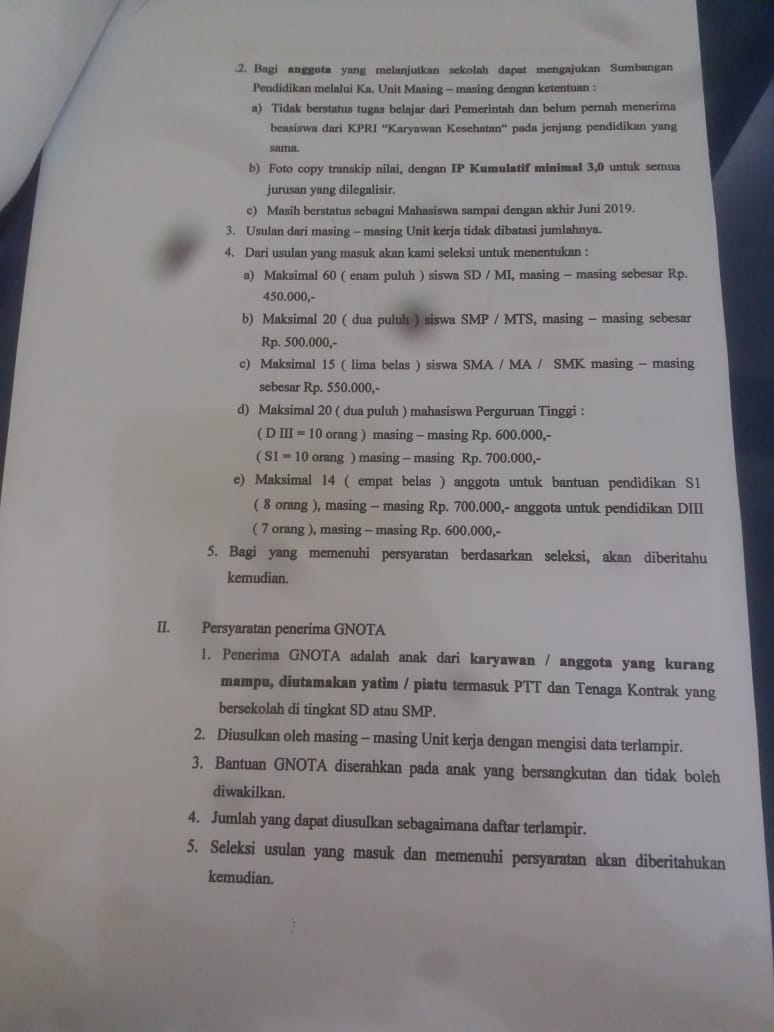 .2. Bagi anggota yang melanjutkan sekolah dapat mengajukan Sumbangan
Pendidikan melalui Ka. Unit Masing – masing dengan ketentuan :
a) Tidak berstatus tugas belajar dari Pemerintah dan belum pernah menerima
beasiswa dari KPRI "Karyawan Kesehatan" pada jenjang pendidikan yang
sama.
b) Foto copy transkip nilai, dengan IP Kumulatif minimal 3,0 untuk semua
jurusan yang dilegalisir.
c) Masih berstatus sebagai Mahasiswa sampai dengan akhir Juni 2019.
3. Usulan dari masing – masing Unit kerja tidak dibatasi jumlahnya.
4. Dari usulan yang masuk akan kami seleksi untuk menentukan :
a) Maksimal 60 ( enam puluh ) siswa SD / MI, masing – masing sebesar Rp.
450.000,-
b) Maksimal 20 ( dua puluh ) siswa SMP / MTS, masing – masing sebesar
Rp. 500.000,-
c) Maksimal 15 ( lima belas ) siswa SMA / MA / SMK masing – masing
sebesar Rp. 550.000,-
d) Maksimal 20 ( dua puluh ) mahasiswa Perguruan Tinggi :
( D III = 10 orang ) masing – masing Rp. 600.000,-
( S1 = 10 orang ) masing – masing Rp. 700.000,-
e) Maksimal 14 ( empat belas ) anggota untuk bantuan pendidikan S1
( 8 orang ), masing – masing Rp. 700.000,- anggota untuk pendidikan DIII
( 7 orang ), masing – masing Rp. 600.000,-
5. Bagi yang memenuhi persyaratan berdasarkan seleksi, akan diberitahu
kemudian.
II. Persyaratan penerima GNOTA
1. Penerima GNOTA adalah anak dari karyawan / anggota yang kurang
mampu, diutamakan yatim / piatu termasuk PTT dan Tenaga Kontrak yang
bersekolah di tingkat SD atau SMP.
2. Diusulkan oleh masing – masing Unit kerja dengan mengisi data terlampir.
3. Bantuan GNOTA diserahkan pada anak yang bersangkutan dan tidak boleh
diwakilkan.
4. Jumlah yang dapat diusulkan sebagaimana daftar terlampir.
5. Seleksi usulan yang masuk dan memenuhi persyaratan akan diberitahukan
kemudian.